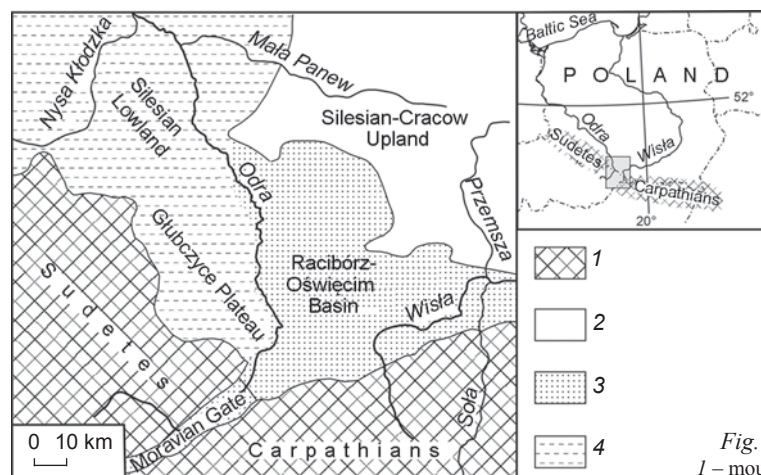 Nysa Kłodzka
Silesian
Lowland
Mała Panew
Silesian-Cracow
Upland
Odra
Przemsza
Głubczyce Plateau
Racibórz-
Oświęcim
Basin
Wisła
Sudetes
Moravian Gate
Soła
Carpathians
0 10 km
Baltic Sea
POLAND
52°
Odra
Wisła
Sudetes
Carpathians
20°
1
2
3
4
Fig.
1 – mou